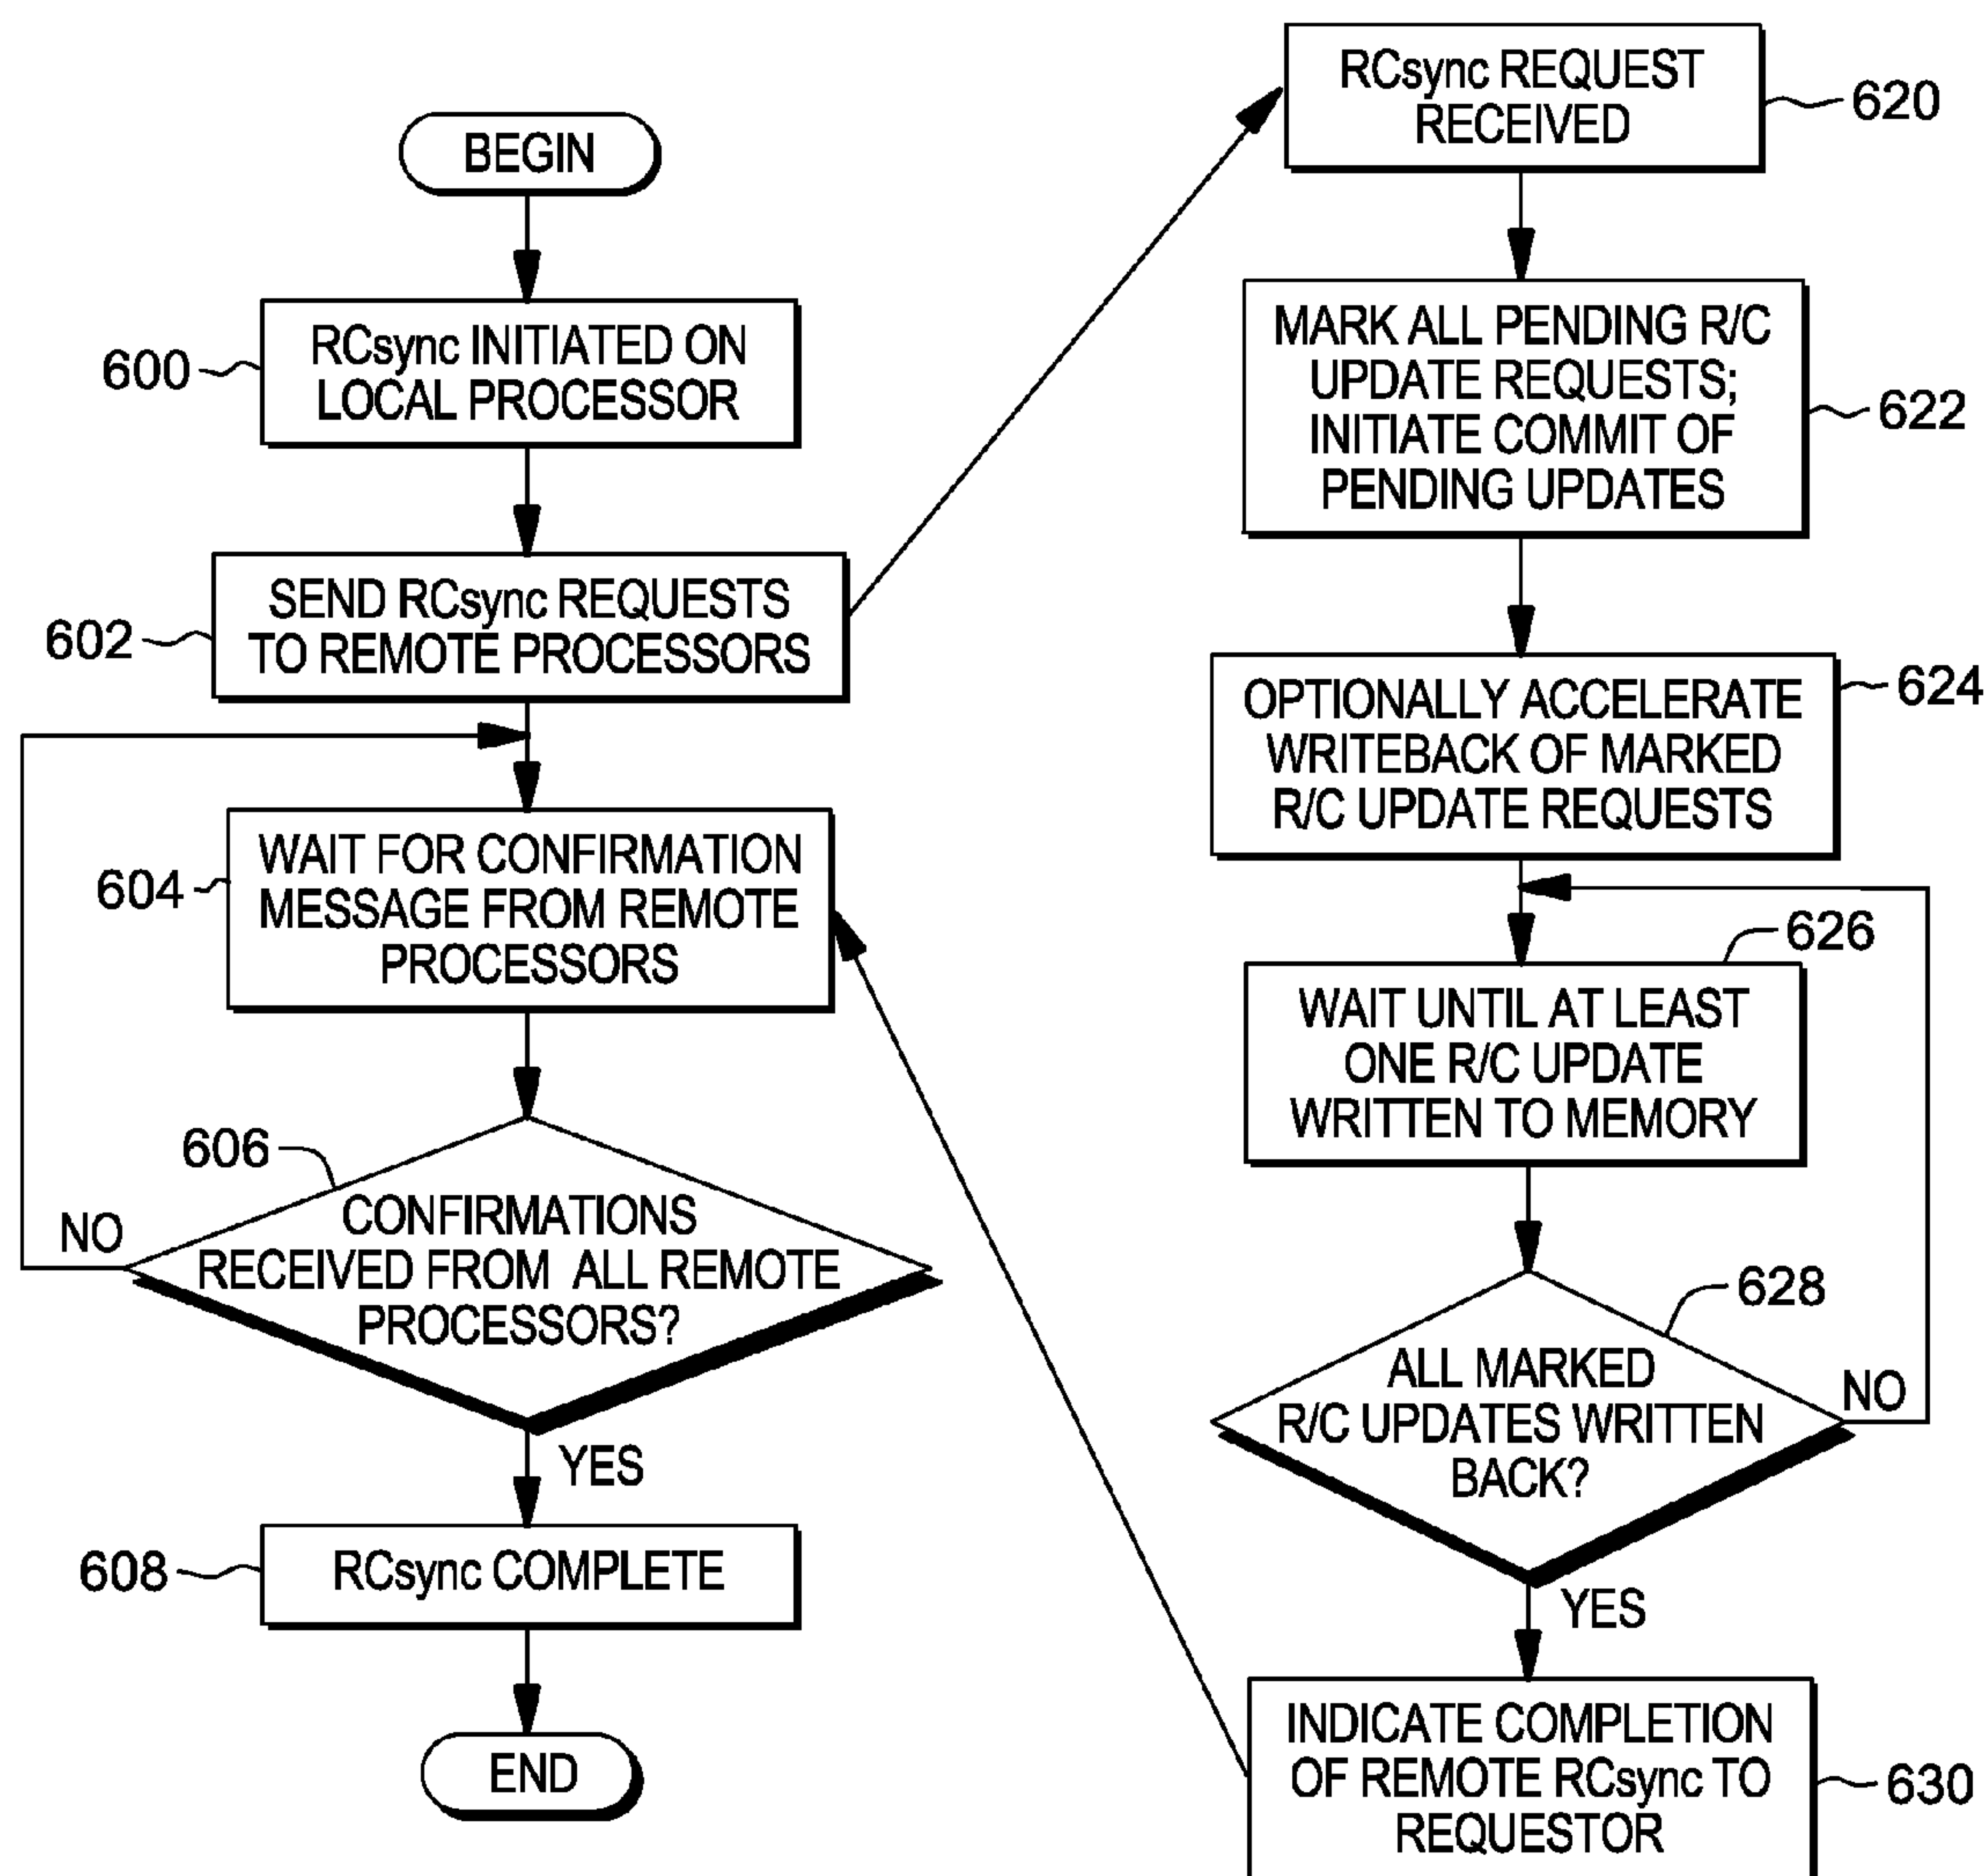 BEGIN
600
RCsync INITIATED ON
LOCAL PROCESSOR
602
SEND RCsync REQUESTS
TO REMOTE PROCESSORS
604
WAIT FOR CONFIRMATION
MESSAGE FROM REMOTE
PROCESSORS
606
CONFIRMATIONS
RECEIVED FROM ALL REMOTE
PROCESSORS?
NO
YES
608
RCsync COMPLETE
END
RCsync REQUEST
RECEIVED
620
MARK ALL PENDING R/C
UPDATE REQUESTS;
INITIATE COMMIT OF
PENDING UPDATES
622
OPTIONALLY ACCELERATE
WRITEBACK OF MARKED
R/C UPDATE REQUESTS
624
626
WAIT UNTIL AT LEAST
ONE R/C UPDATE
WRITTEN TO MEMORY
628
ALL MARKED
R/C UPDATES WRITTEN
BACK?
NO
YES
INDICATE COMPLETION
OF REMOTE RCsync TO
REQUESTOR
630